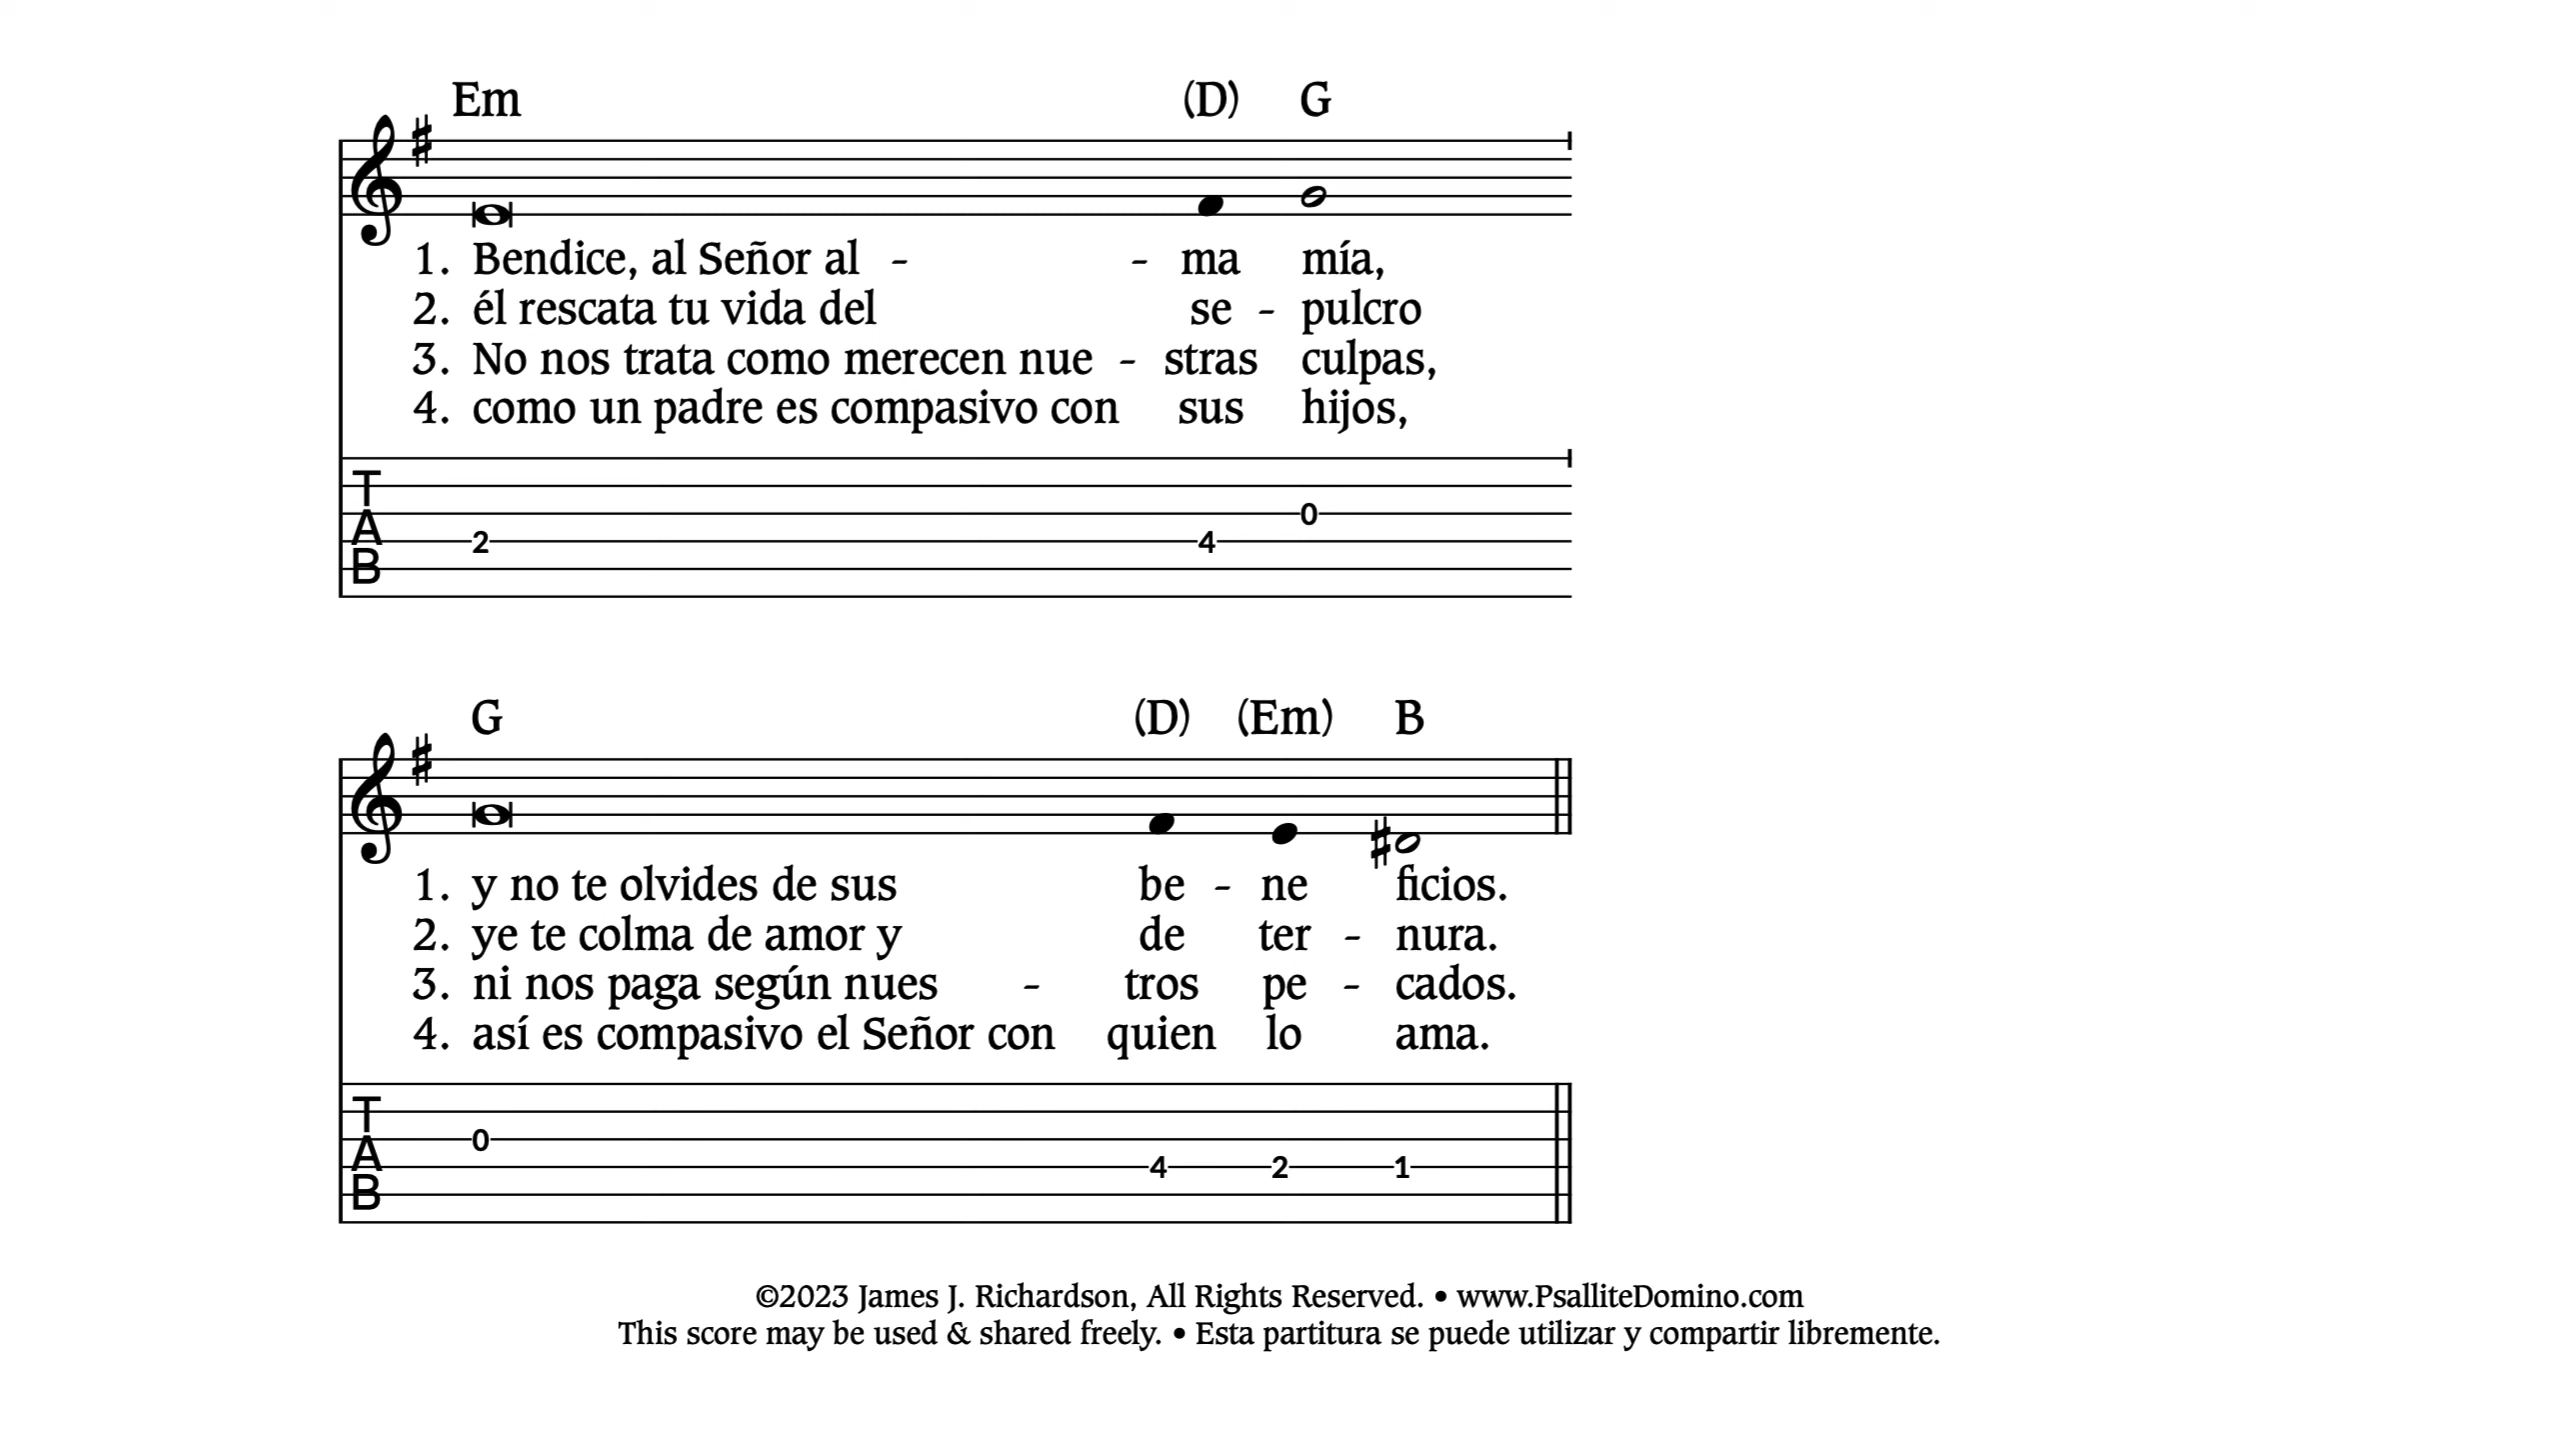 Em (D) G
1. Bendice, al Señor al - - ma mía,
2. él rescata tu vida del se - pulcro
3. No nos trata como merecen nue - stras culpas,
4. como un padre es compasivo con sus hijos,
T
A
B
0
2 4
G (D) (Em) B
1. y no te olvides de sus be - ne ficios.
2. ye te colma de amor y de ter - nura.
3. ni nos paga según nues - tros pe - cados.
4. así es compasivo el Señor con quien lo ama.
T
A
B
0
4 2 1
©2023 James J. Richardson, All Rights Reserved. • www.PsalliteDomino.com
This score may be used & shared freely. • Esta partitura se puede utilizar y compartir libremente.